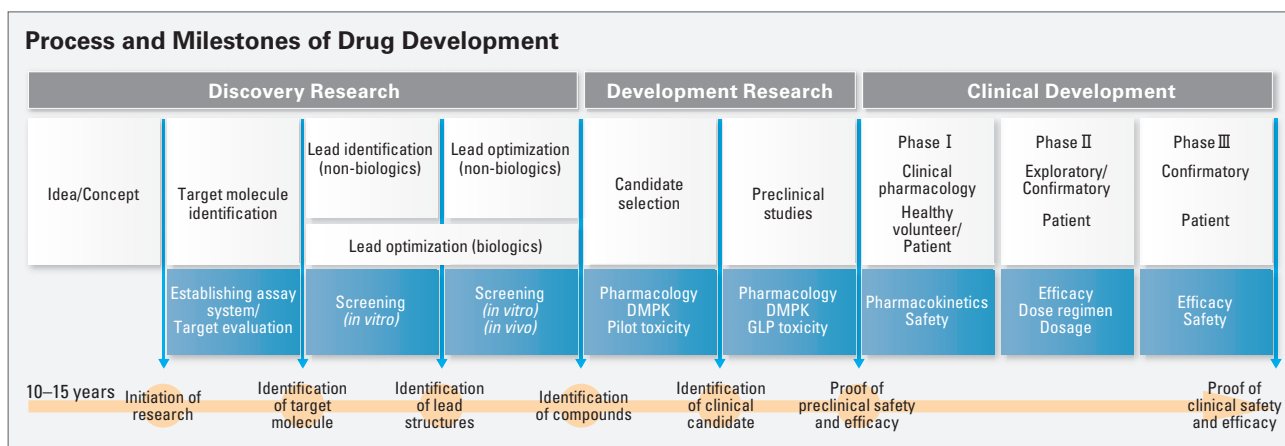 Process and Milestones of Drug Development
Discovery Research
Development Research
Clinical Development
Idea/Concept
Target molecule
identification
Lead identification
(non-biologics)
Lead optimization
(non-biologics)
Lead optimization (biologics)
Candidate
selection
Preclinical
studies
Phase I
Clinical
pharmacology
Healthy
volunteer/
Patient
Phase II
Exploratory/
Confirmatory
Patient
Phase III
Confirmatory
Patient
Establishing assay
system/
Target evaluation
Screening
(in vitro)
Screening
(in vitro)
(in vivo)
Pharmacology
DMPK
Pilot toxicity
Pharmacology
DMPK
GLP toxicity
Pharmacokinetics
Safety
Efficacy
Dose regimen
Dosage
Efficacy
Safety
10–15 years
Initiation of
research
Identification
of target
molecule
Identification
of lead
structures
Identification
of compounds
Identification
of clinical
candidate
Proof of
preclinical safety
and efficacy
Proof of
clinical safety
and efficacy